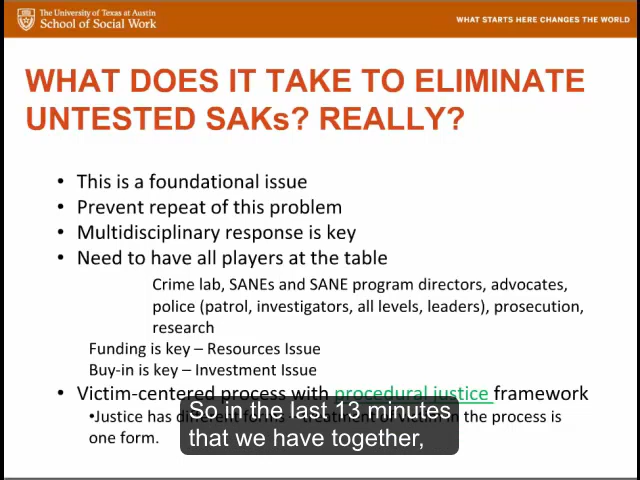 The University of Texas at Austin
School of Social Work
WHAT STARTS HERE CHANGES THE WORLD
WHAT DOES IT TAKE TO ELIMINATE
UNTESTED SAKs? REALLY?
• This is a foundational issue
• Prevent repeat of this problem
• Multidisciplinary response is key
• Need to have all players at the table
Crime lab, SANEs and SANE program directors, advocates,
police (patrol, investigators, all levels, leaders), prosecution,
research
Funding is key – Resources Issue
Buy-in is key – Investment Issue
• Victim-centered process with procedural justice framework
•Justice has different forms – treatment of victim in the process is
one form.
So in the last 13 minutes
that we have together,